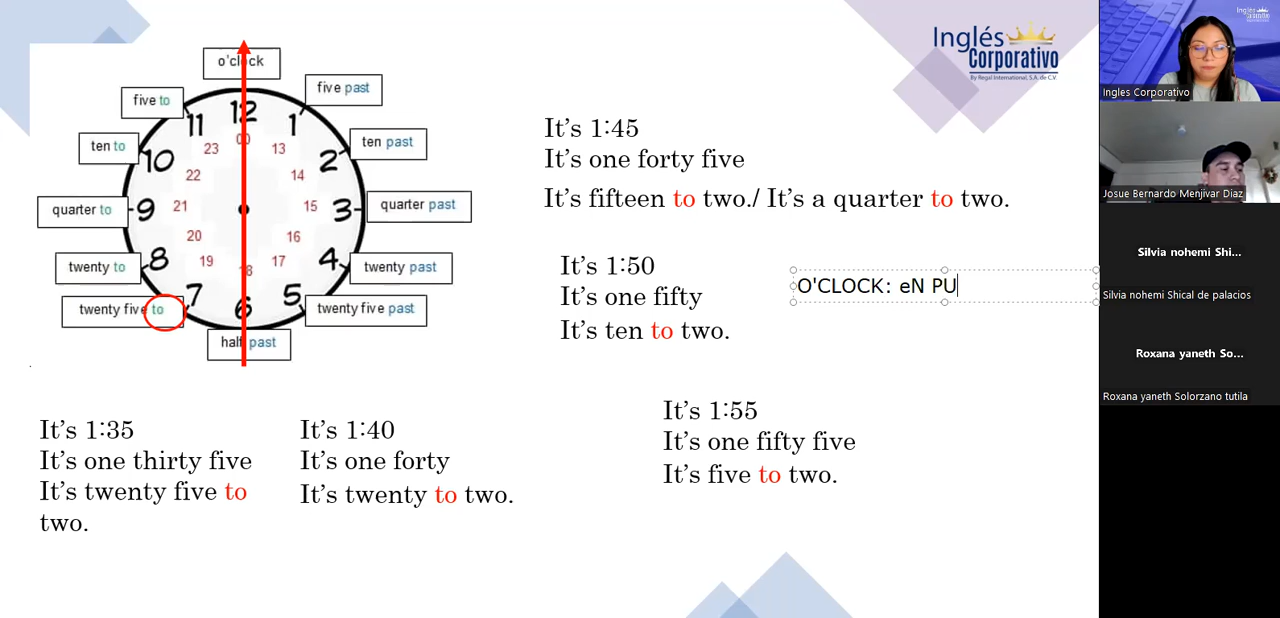 o'clock
five to
five past
ten to
ten past
quarter to
quarter past
twenty to
twenty past
twenty five to
twenty five past
half past
12
11
1
10
2
9
3
8
4
7
5
6
00
23
13
22
14
21
15
20
16
19
17
18
Inglés
Corporativo
By Regal International, S.A. de C.V.
It's 1:45
It's one forty five
It's fifteen to two./ It's a quarter to two.
It's 1:50
It's one fifty
It's ten to two.
O'CLOCK: eN PU
It's 1:35
It's one thirty five
It's twenty five to
two.
It's 1:40
It's one forty
It's twenty to two.
It's 1:55
It's one fifty five
It's five to two.
Ingles Corporativo
Josue Bernardo Menjivar Diaz
Silvia nohemi Shi...
Silvia nohemi Shical de palacios
Roxana yaneth So...
Roxana yaneth Solorzano tutila